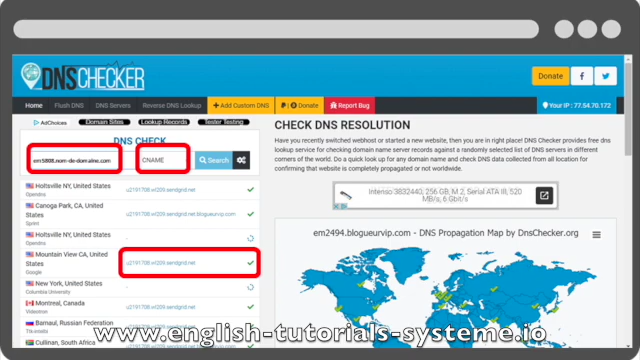 DNSCHECKER
Donate
f
Home
Flush DNS
DNS Servers
Reverse DNS Lookup
+ Add Custom DNS
Donate
Report Bug
Your IP : 77.54.70.172
AdChoices
Domain Sites
Lookup Records
Tester Testing
DNS CHECK
em5808.nom-de-domaine.com
CNAME
Search
Holtsville NY, United States
Opendns
u2191708.wl209.sendgrid.net
Canoga Park, CA, United States
Sprint
u2191708.wl209.sendgrid.net.blogueurvip.com
Holtsville NY, United States
Opendns
Mountain View CA, United States
Google
u2191708.wl209.sendgrid.net
New York, United States
Columbia University
Montreal, Canada
Videotron
u2191708.wl209.sendgrid.net
Barnaul, Russian Federation
Cullinan, South Africa
CHECK DNS RESOLUTION
Have you recently switched webhost or started a new website, then you are in right place! DNS Checker provides free dns
lookup service for checking domain name server records against a randomly selected list of DNS servers in different
corners of the world. Do a quick look up for any domain name and check DNS data collected from all location for
confirming that website is completely propagated or not worldwide.
Intenso 3832440, 256 GB, M.2, Serial ATA III, 520
MB/s, 6 Gbit/s
em2494.blogueurvip.com - DNS Propagation Map by DnsChecker.org
www.english-tutorials-systeme.io